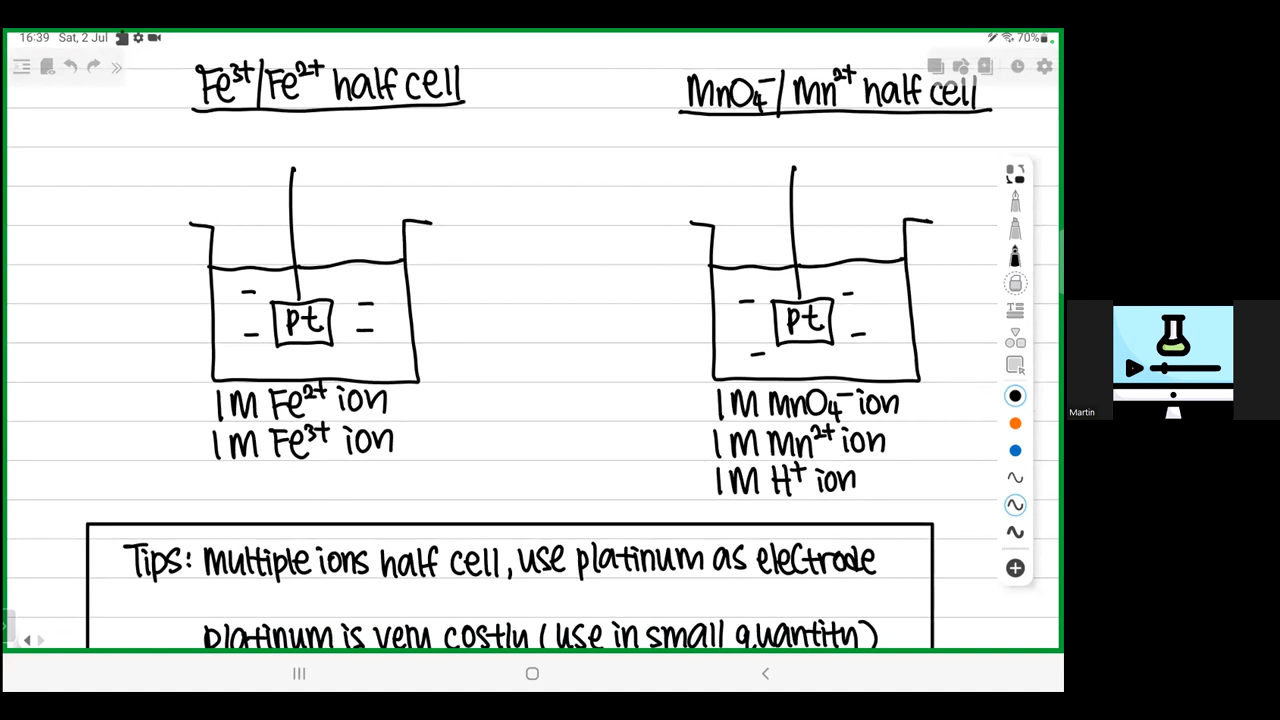 16:39 Sat, 2 Jul
70%
Fe³⁺/Fe²⁺ half cell
MnO₄⁻/Mn²⁺ half cell
pt
pt
1M Fe²⁺ ion
1M Fe³⁺ ion
1M MnO₄⁻ ion
1M Mn²⁺ ion
1M H⁺ ion
Martin
Tips: multiple ions half cell, use platinum as electrode
platinum is very costly (use in small quantity)